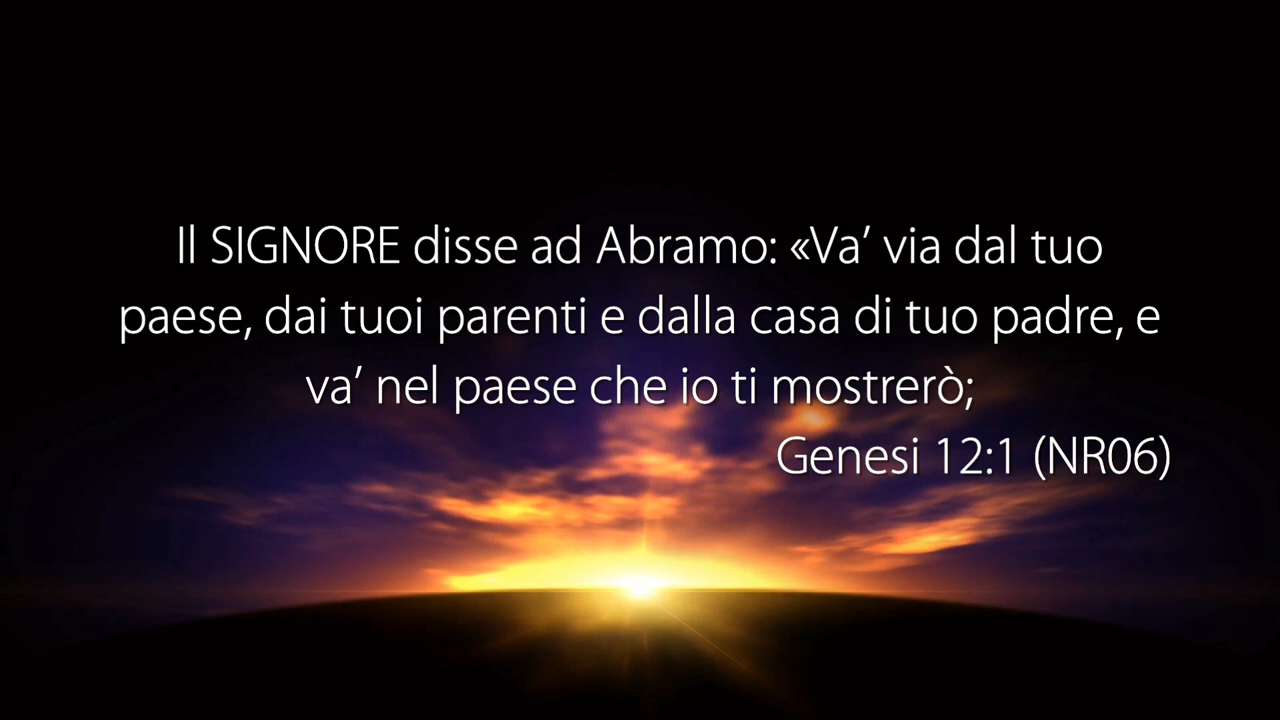 Il SIGNORE disse ad Abramo: «Va’ via dal tuo
paese, dai tuoi parenti e dalla casa di tuo padre, e
va’ nel paese che io ti mostrerò;
Genesi 12:1 (NR06)